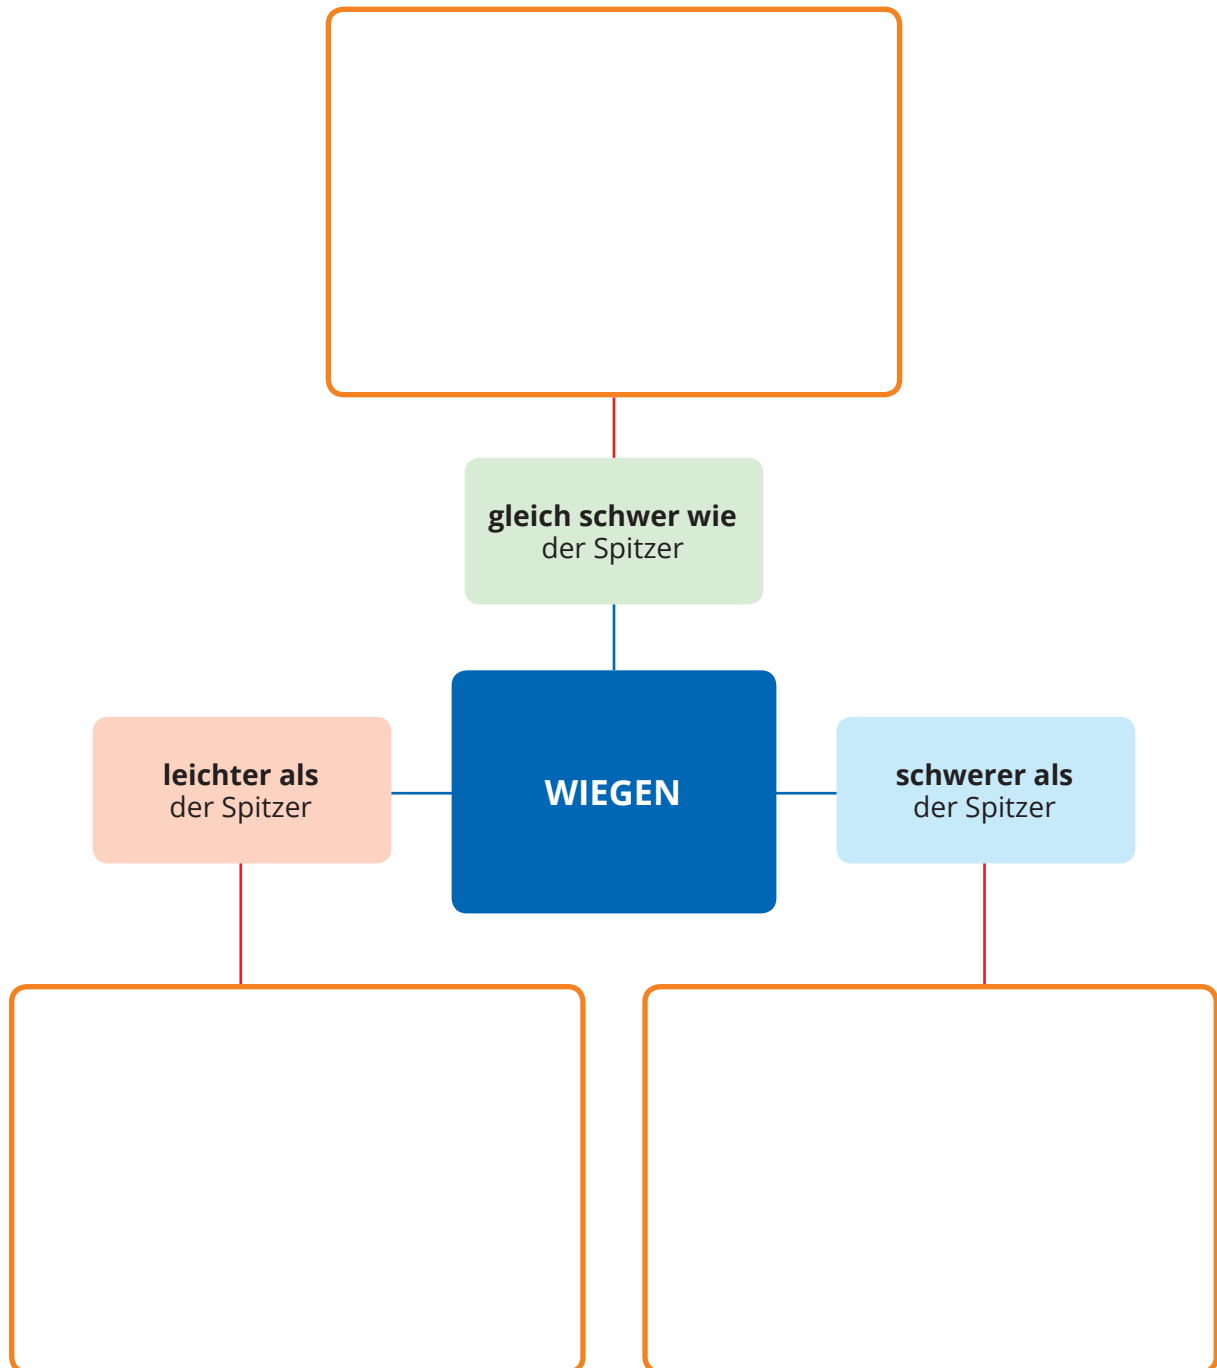 gleich schwer wie
der Spitzer
leichter als
der Spitzer
WIEGEN
schwerer als
der Spitzer